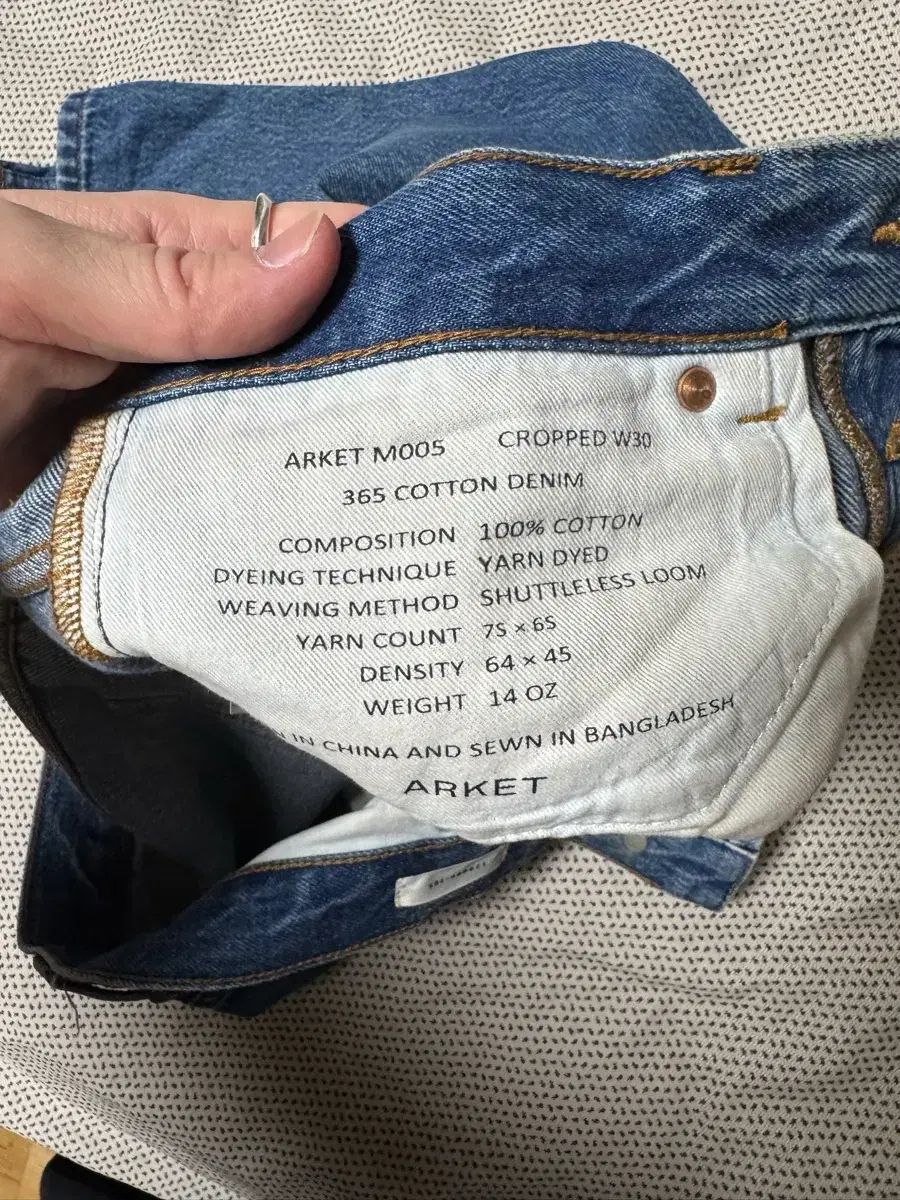 ARKET M005 CROPPED W30
365 COTTON DENIM
COMPOSITION 100% COTTON
DYEING TECHNIQUE YARN DYED
WEAVING METHOD SHUTTLELESS LOOM
YARN COUNT 7S × 6S
DENSITY 64 × 45
WEIGHT 14 OZ
IN CHINA AND SEWN IN BANGLADESH
ARKET